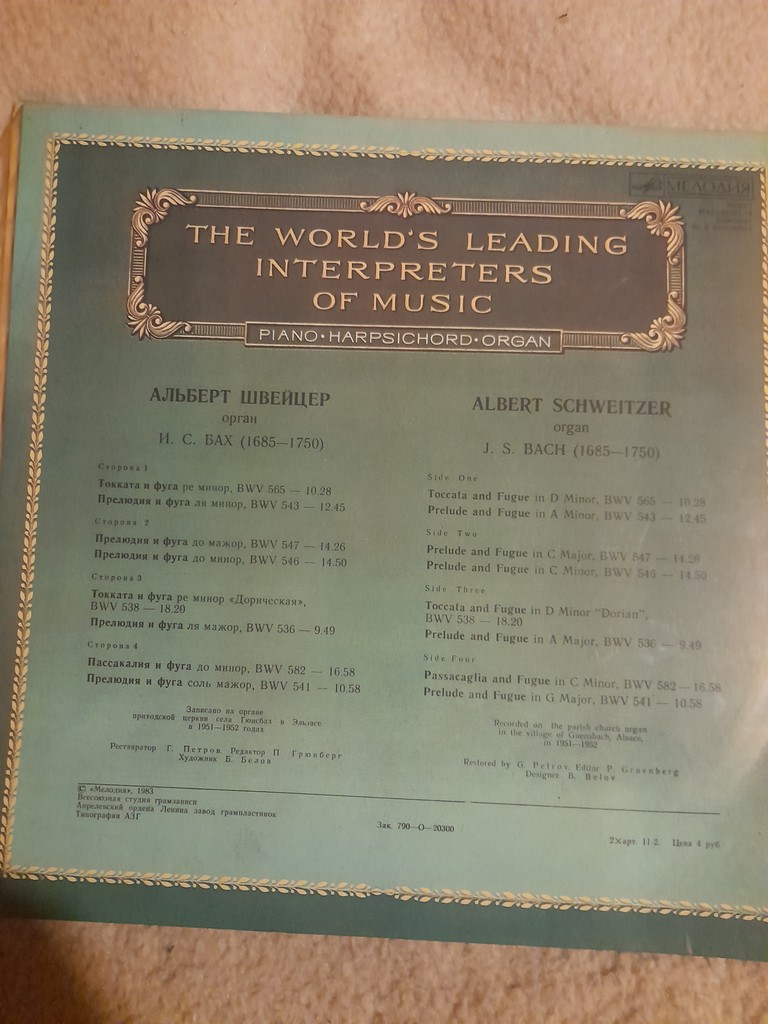 МЕЛОДИЯ
THE WORLD'S LEADING
INTERPRETERS
OF MUSIC
PIANO·HARPSICHORD·ORGAN
АЛЬБЕРТ ШВЕЙЦЕР
орган
И. С. БАХ (1685—1750)
Сторона 1
Токката и фуга ре минор, BWV 565 — 10.28
Прелюдия и фуга ля минор, BWV 543 — 12.45
Сторона 2
Прелюдия и фуга до мажор, BWV 547 — 14.26
Прелюдия и фуга до минор, BWV 546 — 14.50
Сторона 3
Токката и фуга ре минор «Дорическая»,
BWV 538 — 18.20
Прелюдия и фуга ля мажор, BWV 536 — 9.49
Сторона 4
Пассакалия и фуга до минор, BWV 582 — 16.58
Прелюдия и фуга соль мажор, BWV 541 — 10.58
Записано на органе
приходской церкви села Гюнсбах в Эльзасе
в 1951—1952 годах
Реставратор Г. Петров. Редактор П. Грюнберг
Художник Б. Белов
ALBERT SCHWEITZER
organ
J. S. BACH (1685—1750)
Side One
Toccata and Fugue in D Minor, BWV 565 — 10.28
Prelude and Fugue in A Minor, BWV 543 — 12.45
Side Two
Prelude and Fugue in C Major, BWV 547 — 14.26
Prelude and Fugue in C Minor, BWV 546 — 14.50
Side Three
Toccata and Fugue in D Minor "Dorian",
BWV 538 — 18.20
Prelude and Fugue in A Major, BWV 536 — 9.49
Side Four
Passacaglia and Fugue in C Minor, BWV 582 — 16.58
Prelude and Fugue in G Major, BWV 541 — 10.58
Recorded on the parish church organ
in the village of Guensbach, Alsace,
in 1951—1952
Restored by G. Petrov. Editor P. Gruenberg
Designer B. Belov
© «Мелодия», 1983
Всесоюзная студия грамзаписи
Апрелевский ордена Ленина завод грампластинок
Типография АЗГ
Зак. 790—О—20300
2×арт. 11-2. Цена 4 руб